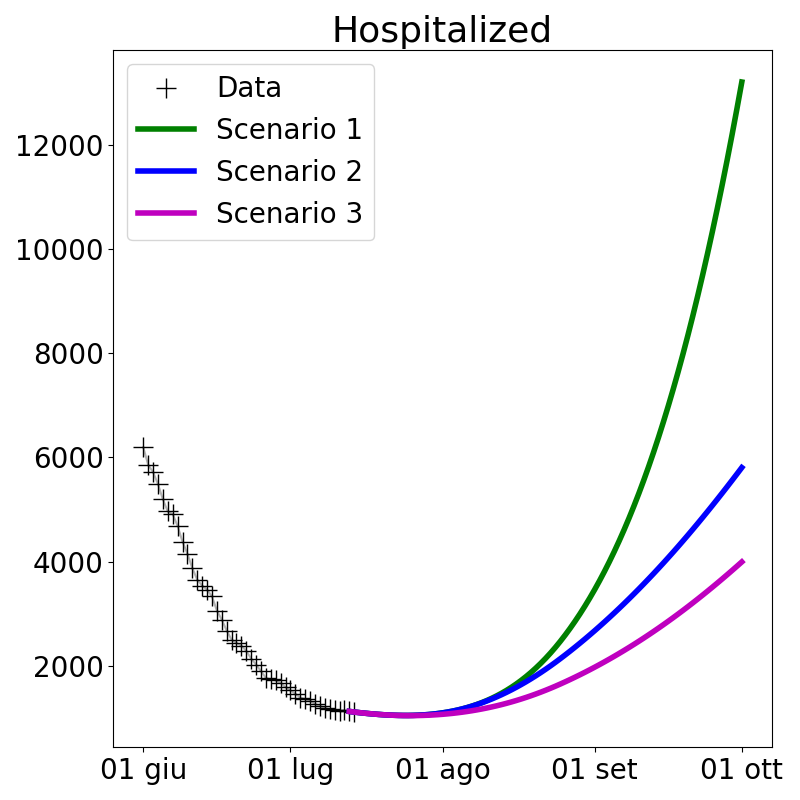 Hospitalized
Data
Scenario 1
Scenario 2
Scenario 3
12000
10000
8000
6000
4000
2000
01 giu 01 lug 01 ago 01 set 01 ott